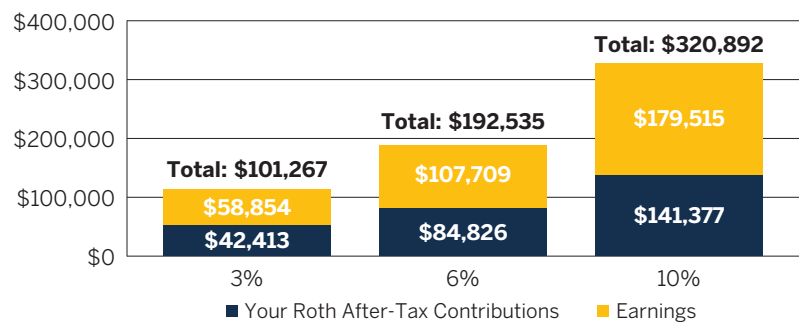 $400,000
$300,000
$200,000
$100,000
$0
Total: $101,267
$58,854
$42,413
Total: $192,535
$107,709
$84,826
Total: $320,892
$179,515
$141,377
3% 6% 10%
Your Roth After-Tax Contributions Earnings